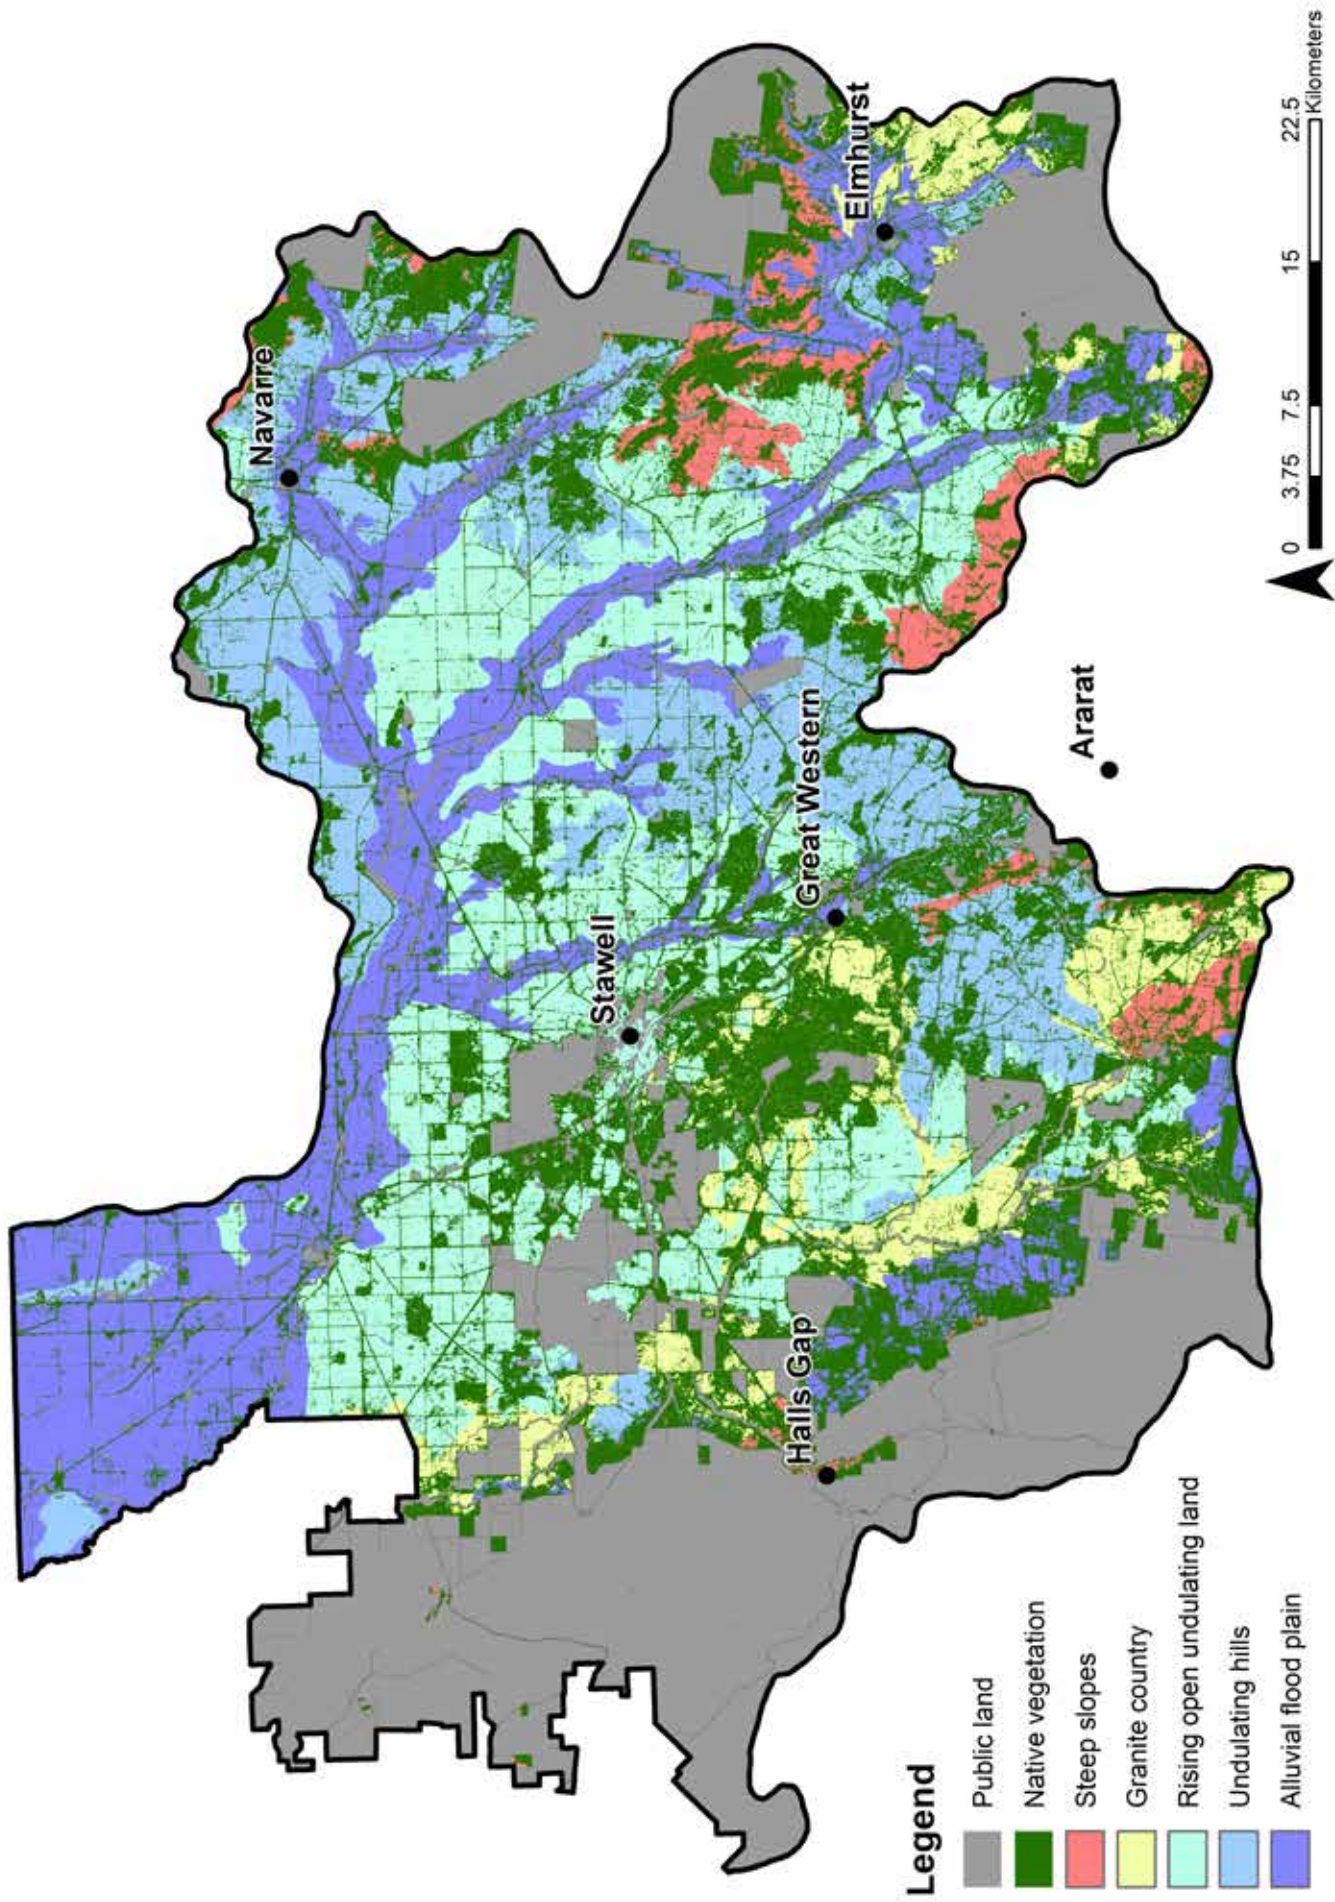 Navarre
Elmhurst
Stawell
Great Western
Ararat
Halls Gap
Legend
Public land
Native vegetation
Steep slopes
Granite country
Rising open undulating land
Undulating hills
Alluvial flood plain
0 3.75 7.5 15 22.5
Kilometers